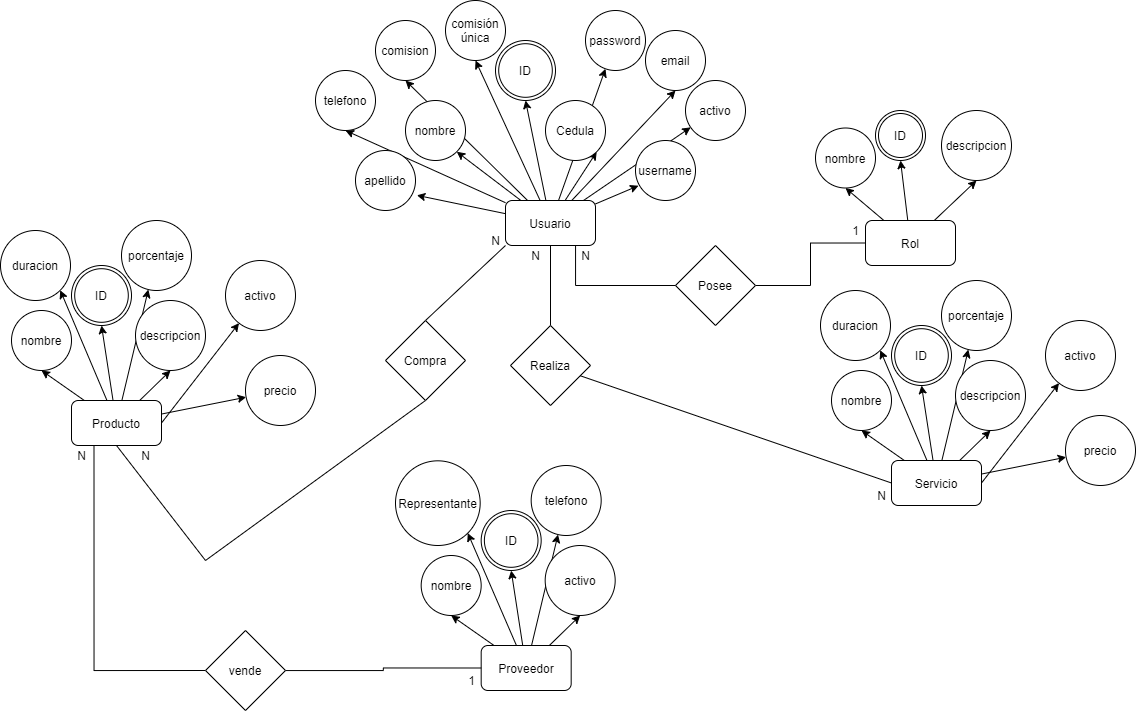 comisión
única
password
comision
ID
email
telefono
activo
nombre
Cedula
apellido
username
ID
descripcion
nombre
Usuario
1
Rol
N
N
N
porcentaje
duracion
ID
activo
nombre
descripcion
Posee
porcentaje
duracion
ID
activo
Compra
Realiza
precio
nombre
descripcion
Producto
precio
N
N
Servicio
N
Representante
telefono
ID
nombre
activo
vende
Proveedor
1